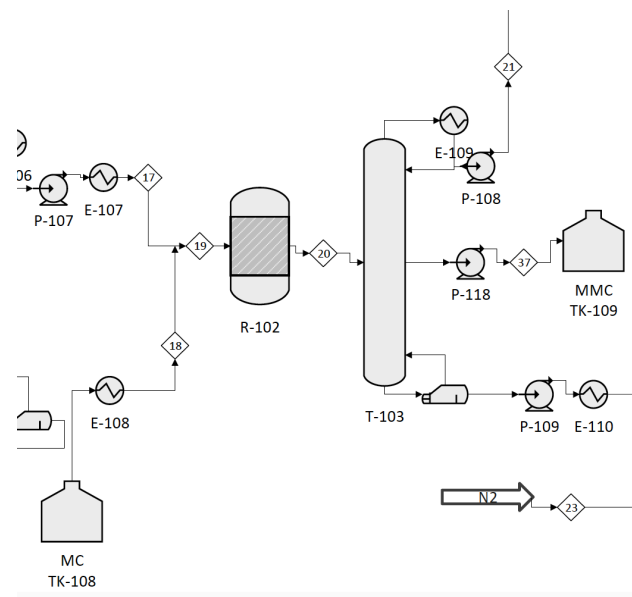 21
E-109
P-108
06
17
P-107
E-107
19
20
R-102
37
P-118
MMC
TK-109
18
E-108
T-103
P-109
E-110
N2
23
MC
TK-108